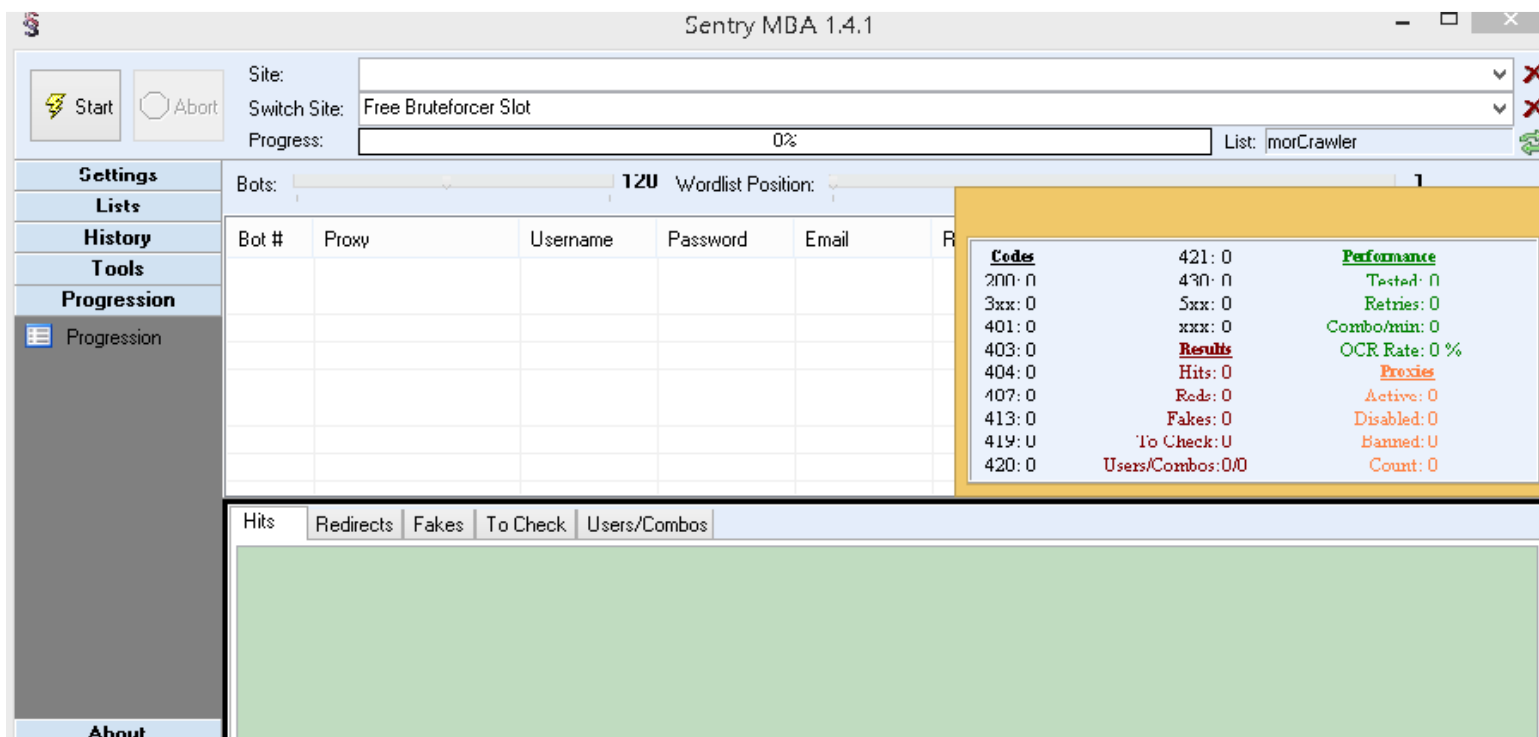 Sentry MBA 1.4.1
Start
Abort
Site:
Switch Site: Free Bruteforcer Slot
Progress: 0% List: morCrawler
Settings
Lists
History
Tools
Progression
Progression
About
Bots: 120 Wordlist Position: 1
Bot # Proxy Username Password Email
Codes 421: 0 Performance
200: 0 430: 0 Tested: 0
3xx: 0 5xx: 0 Retries: 0
401: 0 xxx: 0 Combo/min: 0
403: 0 Results OCR Rate: 0 %
404: 0 Hits: 0 Proxies
407: 0 Reds: 0 Active: 0
413: 0 Fakes: 0 Disabled: 0
419: 0 To Check: 0 Banned: 0
420: 0 Users/Combos:0/0 Count: 0
Hits Redirects Fakes To Check Users/Combos